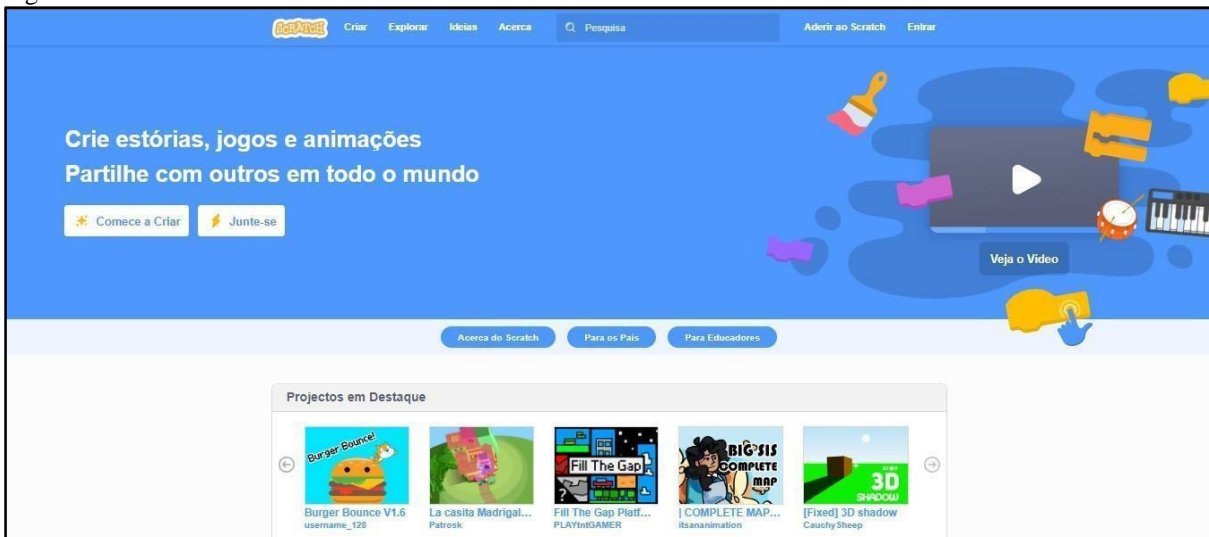 SCRATCH Criar Explorar Ideias Acerca Pesquisa Aderir ao Scratch Entrar
Crie estórias, jogos e animações
Partilhe com outros em todo o mundo
Comece a Criar Junte-se
Veja o Video
Acerca do Scratch Para os Pais Para Educadores
Projectos em Destaque
Burger Bounce!
Fill The Gap
BIG SIS
COMPLETE
MAP
3D
SHADOW
Burger Bounce V1.6 La casita Madrigal... Fill The Gap Platf... | COMPLETE MAP... [Fixed] 3D shadow
username_128 Patrosk PLAYtntGAMER itsananimation CauchySheep